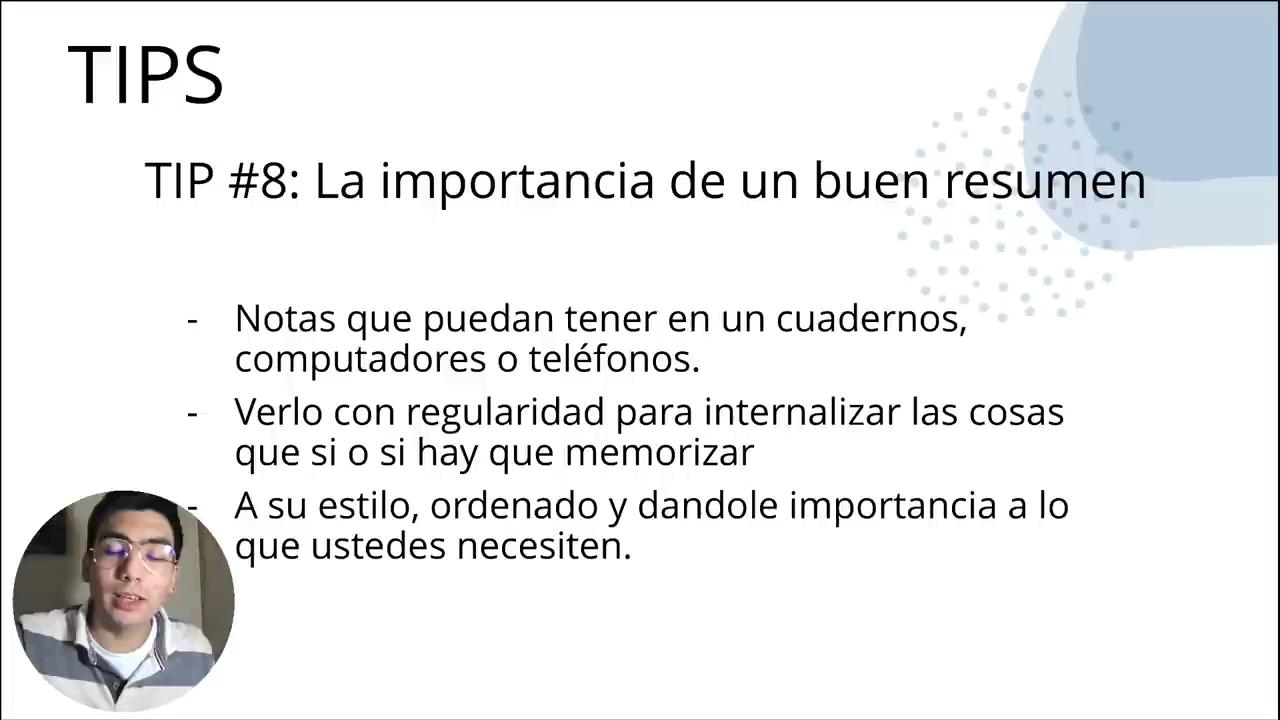 TIPS
TIP #8: La importancia de un buen resumen
- Notas que puedan tener en un cuadernos,
computadores o teléfonos.
- Verlo con regularidad para internalizar las cosas
que si o si hay que memorizar
- A su estilo, ordenado y dandole importancia a lo
que ustedes necesiten.